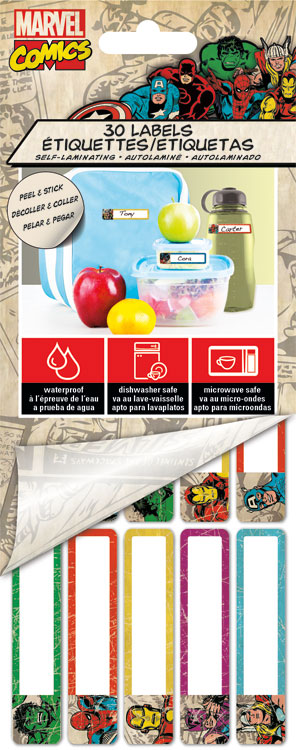 MARVEL
COMICS
30 LABELS
ÉTIQUETTES/ETIQUETAS
SELF-LAMINATING • AUTOLAMINE • AUTOLAMINADO
PEEL & STICK
DÉCOLLER & COLLER
PELAR & PEGAR
Tony
Cora
Carter
waterproof
à l'épreuve de l'eau
a prueba de agua
dishwasher safe
va au lave-vaisselle
apto para lavaplatos
microwave safe
va au micro-ondes
apto para microondas